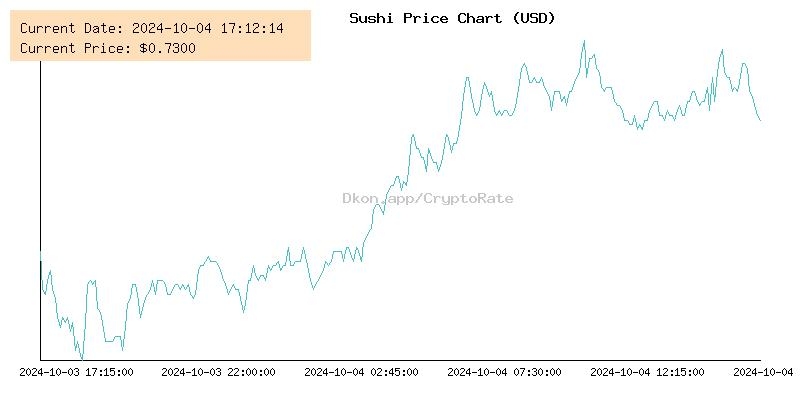 Sushi Price Chart (USD)
Current Date: 2024-10-04 17:12:14
Current Price: $0.7300
Dkon.app/CryptoRate
2024-10-03 17:15:00
2024-10-03 22:00:00
2024-10-04 02:45:00
2024-10-04 07:30:00
2024-10-04 12:15:00
2024-10-04